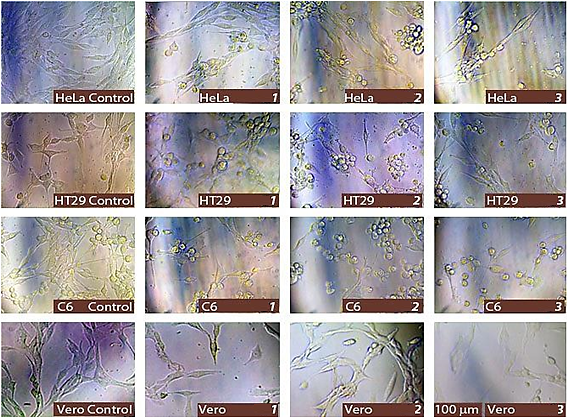 HeLa Control
HeLa 1
HeLa 2
HeLa 3
HT29 Control
HT29 1
HT29 2
HT29 3
C6 Control
C6 1
C6 2
C6 3
Vero Control
Vero 1
Vero 2
100 µm Vero 3